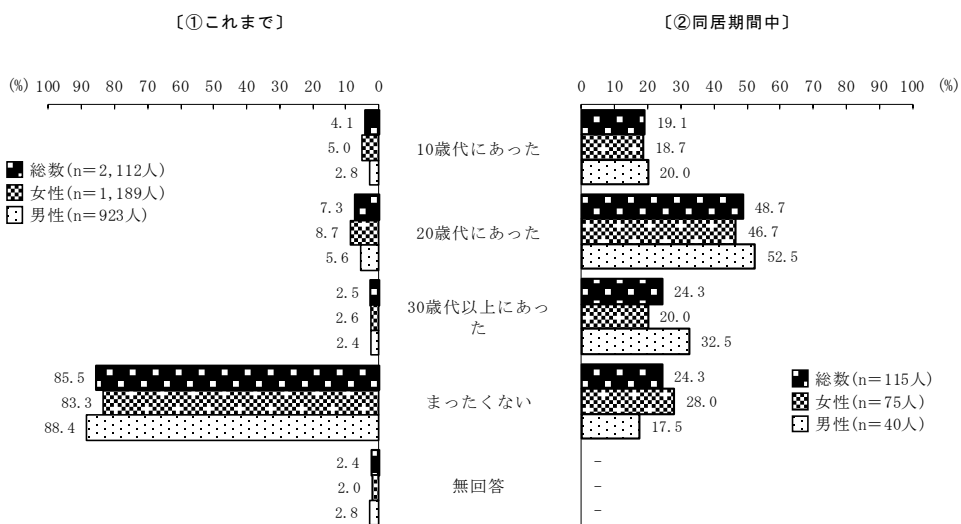 〔①これまで〕 〔②同居期間中〕
(%) 100 90 80 70 60 50 40 30 20 10 0 0 10 20 30 40 50 60 70 80 90 100 (%)
4.1 19.1
5.0 10歳代にあった 18.7
2.8 20.0
総数(n＝2,112人)
女性(n＝1,189人)
男性(n＝923人)
7.3 48.7
8.7 20歳代にあった 46.7
5.6 52.5
2.5 24.3
2.6 30歳代以上にあっ 20.0
2.4 た 32.5
85.5 24.3
83.3 まったくない 28.0
88.4 17.5
総数(n＝115人)
女性(n＝75人)
男性(n＝40人)
2.4 −
2.0 無回答 −
2.8 −